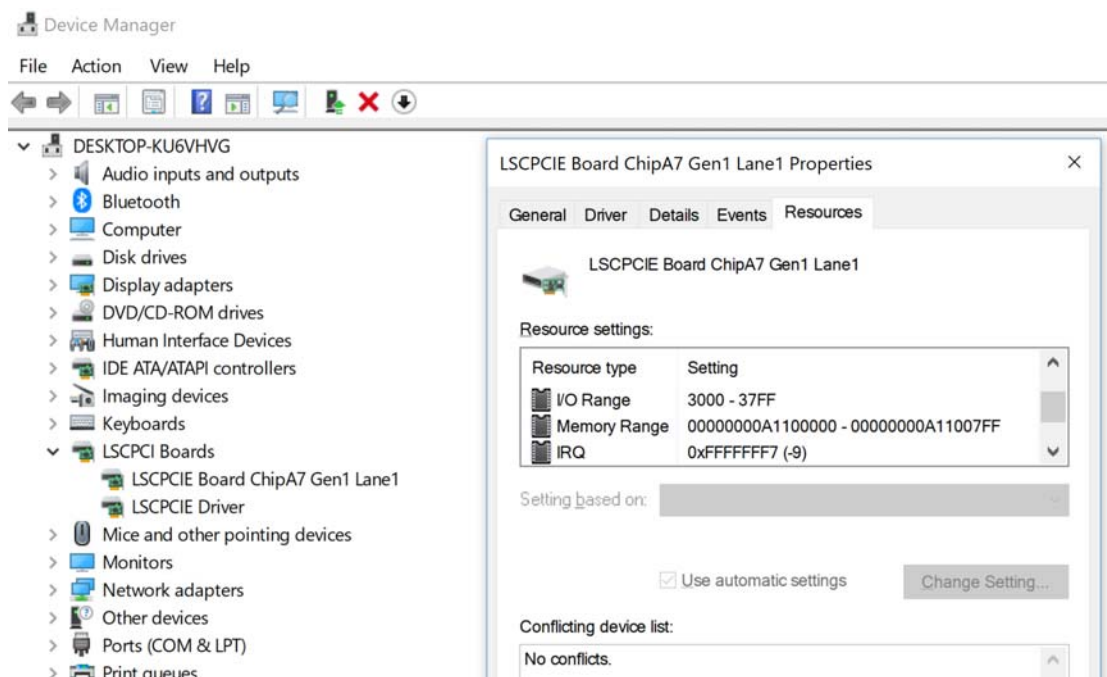 Device Manager
File Action View Help
DESKTOP-KU6VHVG
Audio inputs and outputs
Bluetooth
Computer
Disk drives
Display adapters
DVD/CD-ROM drives
Human Interface Devices
IDE ATA/ATAPI controllers
Imaging devices
Keyboards
LSCPCI Boards
LSCPCIE Board ChipA7 Gen1 Lane1
LSCPCIE Driver
Mice and other pointing devices
Monitors
Network adapters
Other devices
Ports (COM & LPT)
Print queues
LSCPCIE Board ChipA7 Gen1 Lane1 Properties
General Driver Details Events Resources
LSCPCIE Board ChipA7 Gen1 Lane1
Resource settings:
Resource type Setting
I/O Range 3000 - 37FF
Memory Range 00000000A1100000 - 00000000A11007FF
IRQ 0xFFFFFFF7 (-9)
Setting based on:
Use automatic settings Change Setting...
Conflicting device list:
No conflicts.